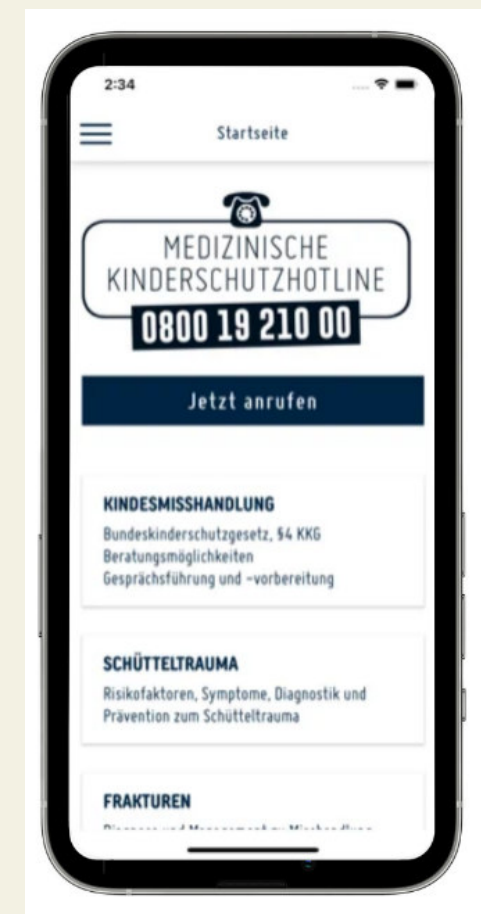 2:34
Startseite
MEDIZINISCHE
KINDERSCHUTZHOTLINE
0800 19 210 00
Jetzt anrufen
KINDESMISSHANDLUNG
Bundeskinderschutzgesetz, §4 KKG
Beratungsmöglichkeiten
Gesprächsführung und -vorbereitung
SCHÜTTELTRAUMA
Risikofaktoren, Symptome, Diagnostik und
Prävention zum Schütteltrauma
FRAKTUREN